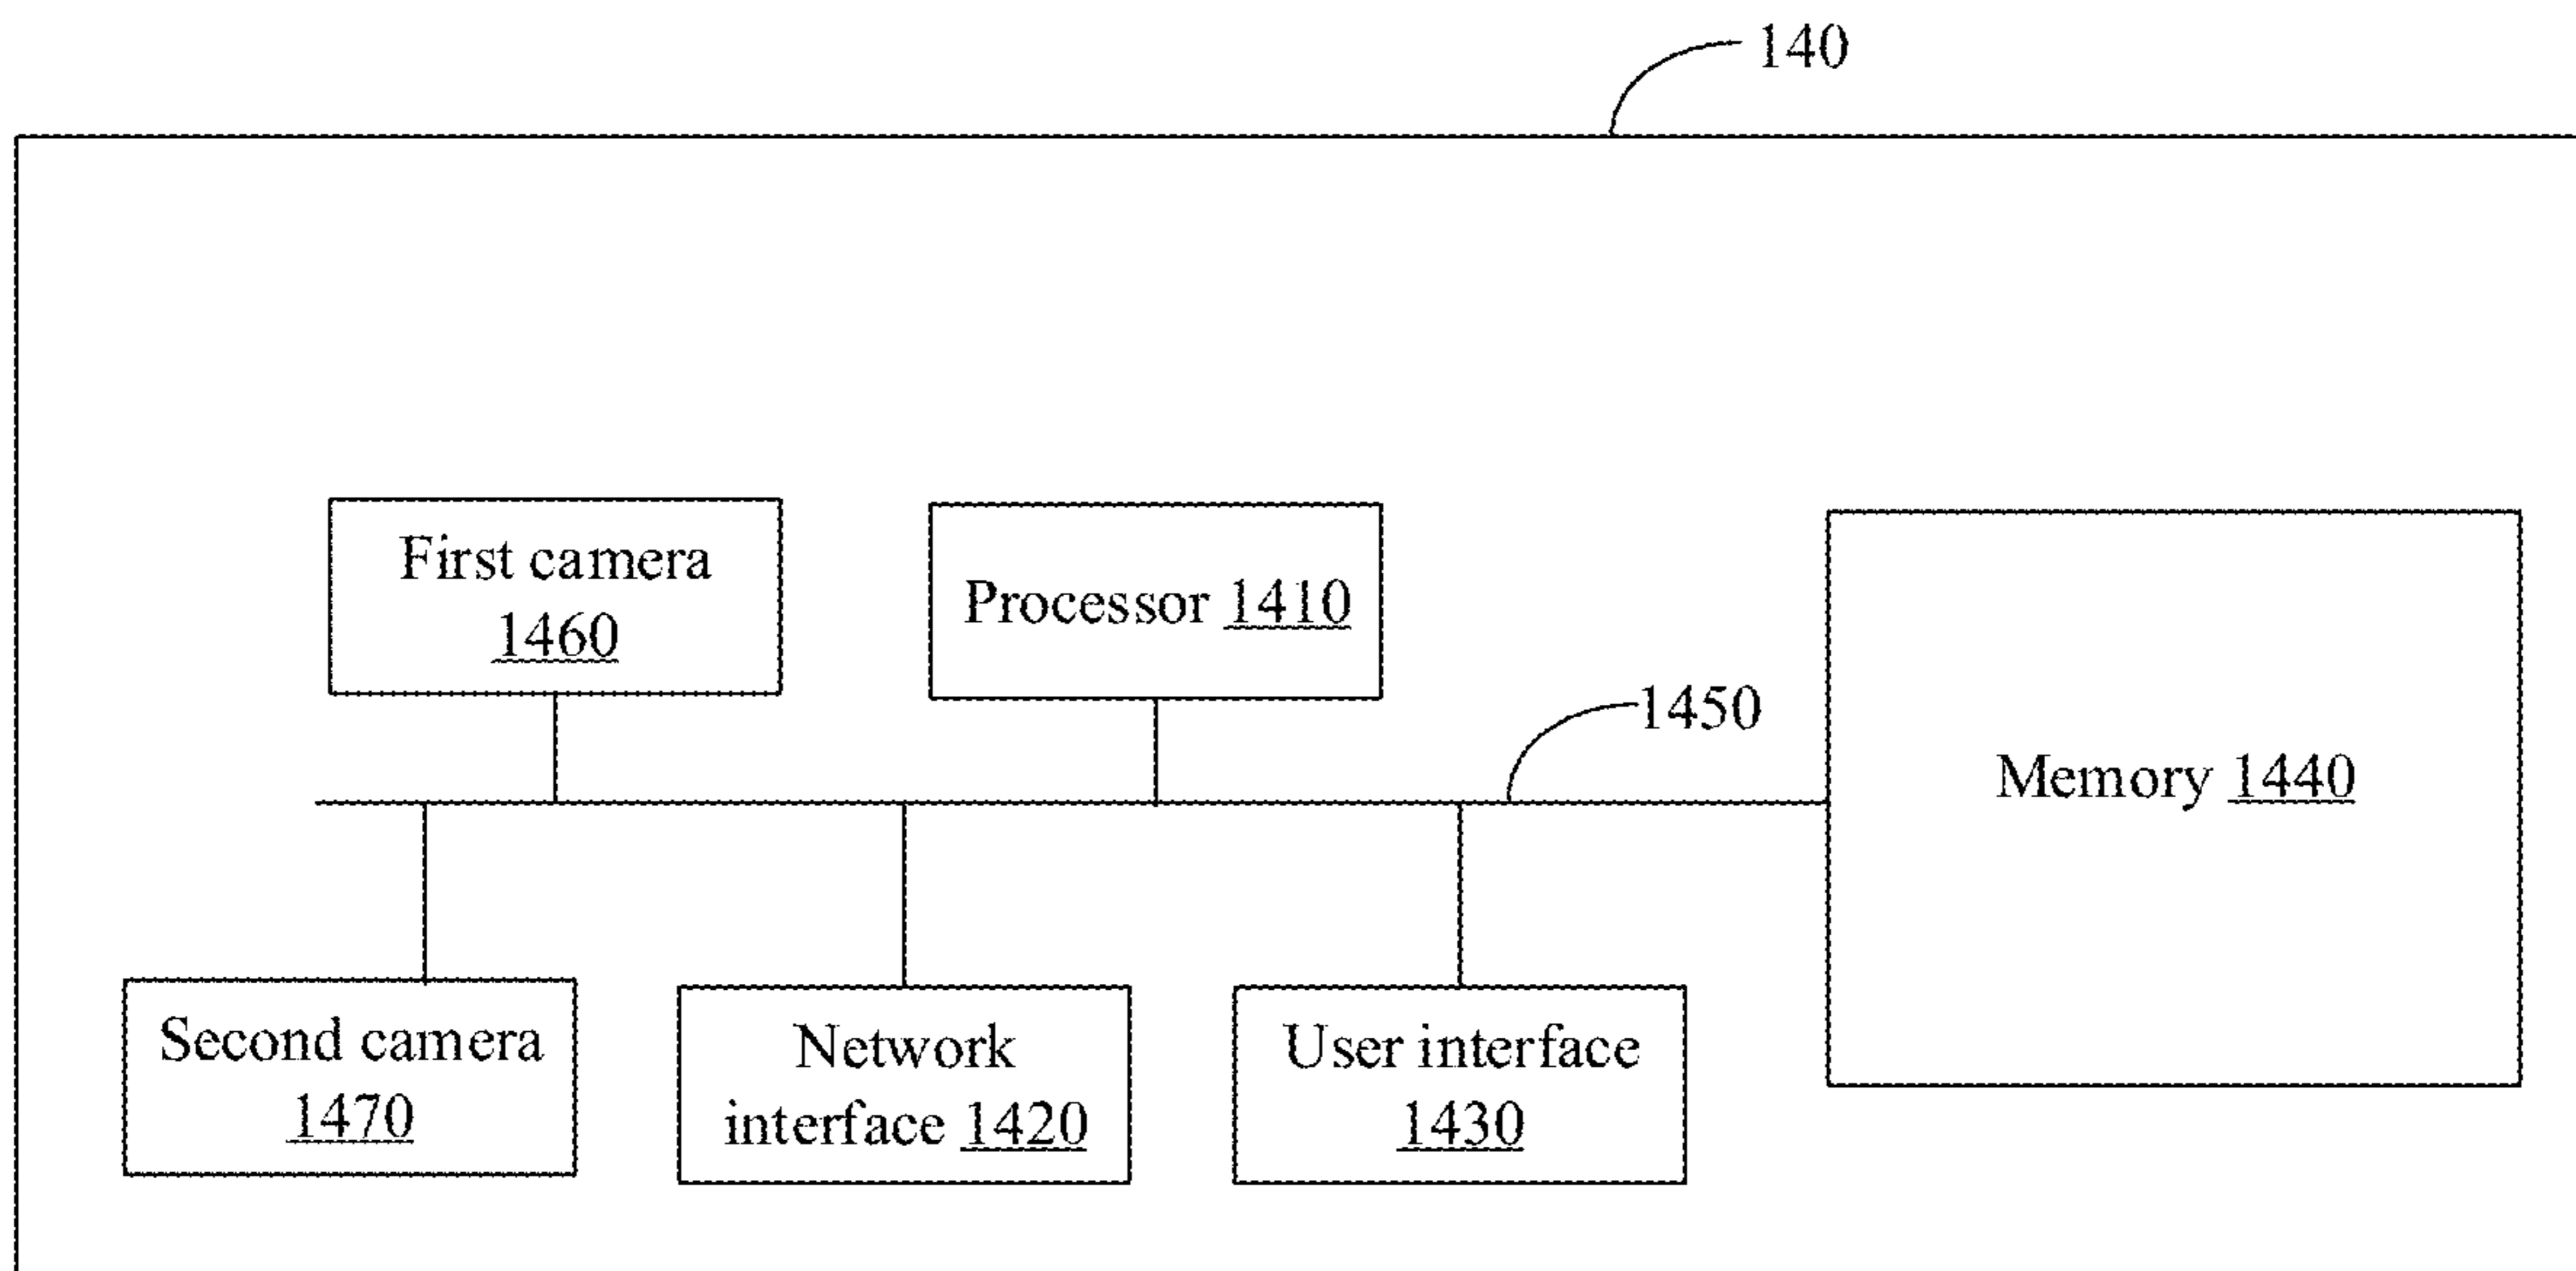 140
First camera
1460
Processor 1410
1450
Memory 1440
Second camera
1470
Network
interface 1420
User interface
1430